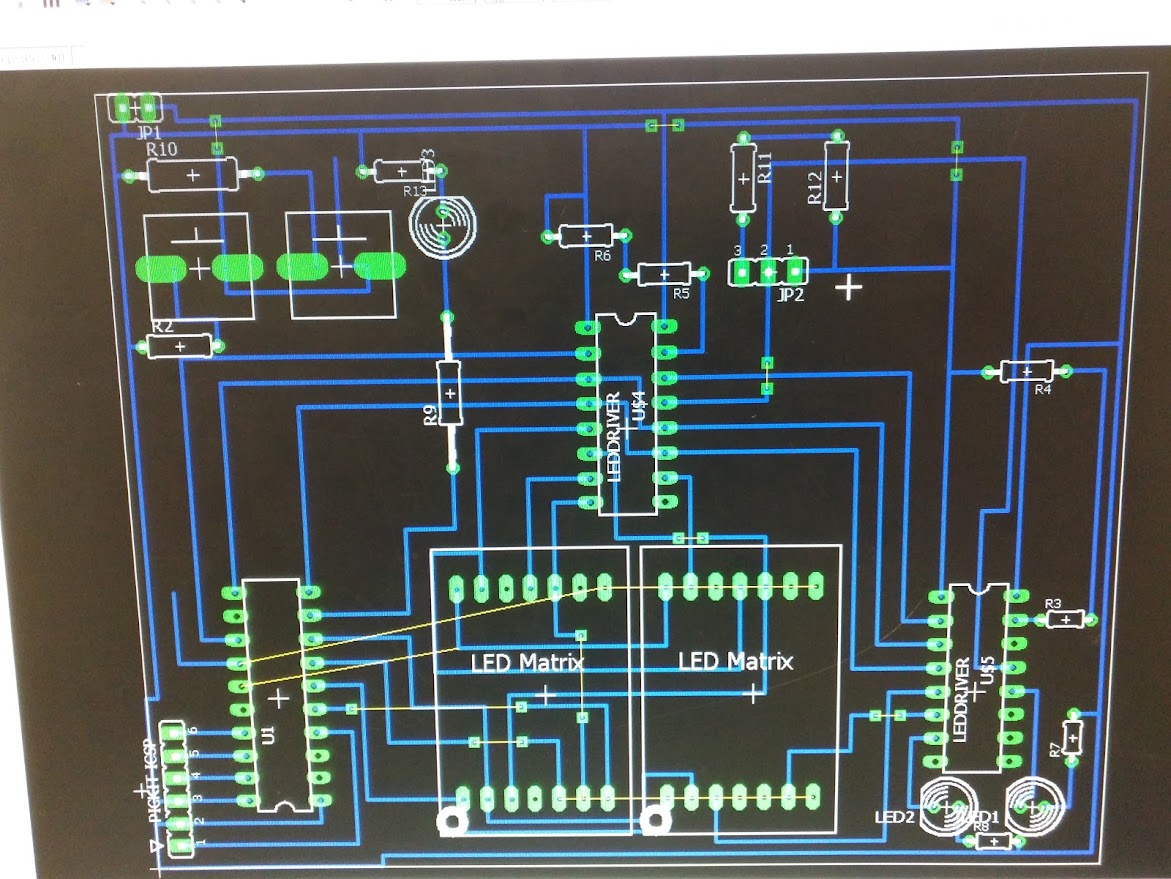 JP1
R10
R13
R11
R12
R6
R5
3 2 1
JP2
R2
R9
LEDDRIVER
U$4
R4
R3
LED Matrix
LED Matrix
U1
PICKIT ICSP
6
5
4
3
2
1
LEDDRIVER
U$5
R7
LED2
LED1
R8